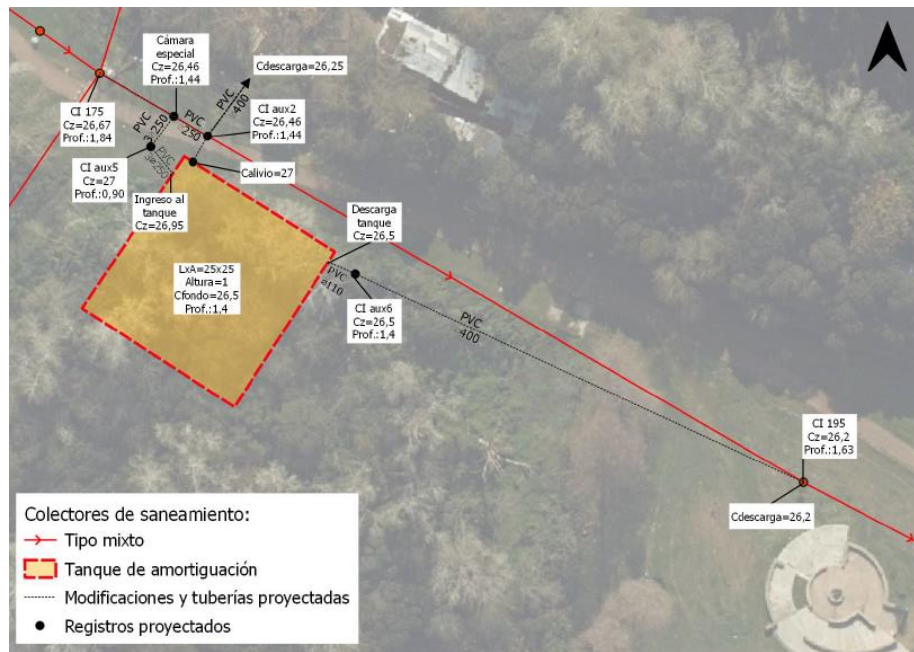 Cámara
especial
Cz=26,46
Prof.:1,44
Cdescarga=26,25
PVC
400
CI 175
Cz=26,67
Prof.:1,84
PVC
3ø250
PVC
250
CI aux2
Cz=26,46
Prof.:1,44
CI aux5
Cz=27
Prof.:0,90
PVC
3ø250
Calivio=27
Ingreso al
tanque
Cz=26,95
Descarga
tanque
Cz=26,5
LxA=25x25
Altura=1
Cfondo=26,5
Prof.:1,4
PVC
ø110
CI aux6
Cz=26,5
Prof.:1,4
PVC
400
CI 195
Cz=26,2
Prof.:1,63
Cdescarga=26,2
Colectores de saneamiento:
Tipo mixto
Tanque de amortiguación
Modificaciones y tuberías proyectadas
Registros proyectados